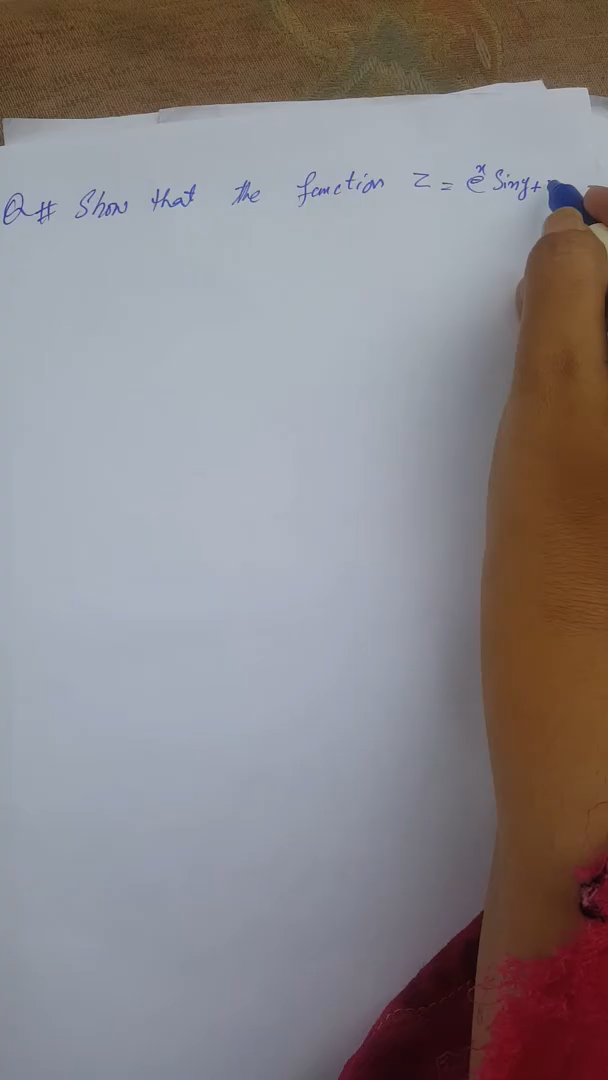 Q# Show that the function Z = e^x Siny +